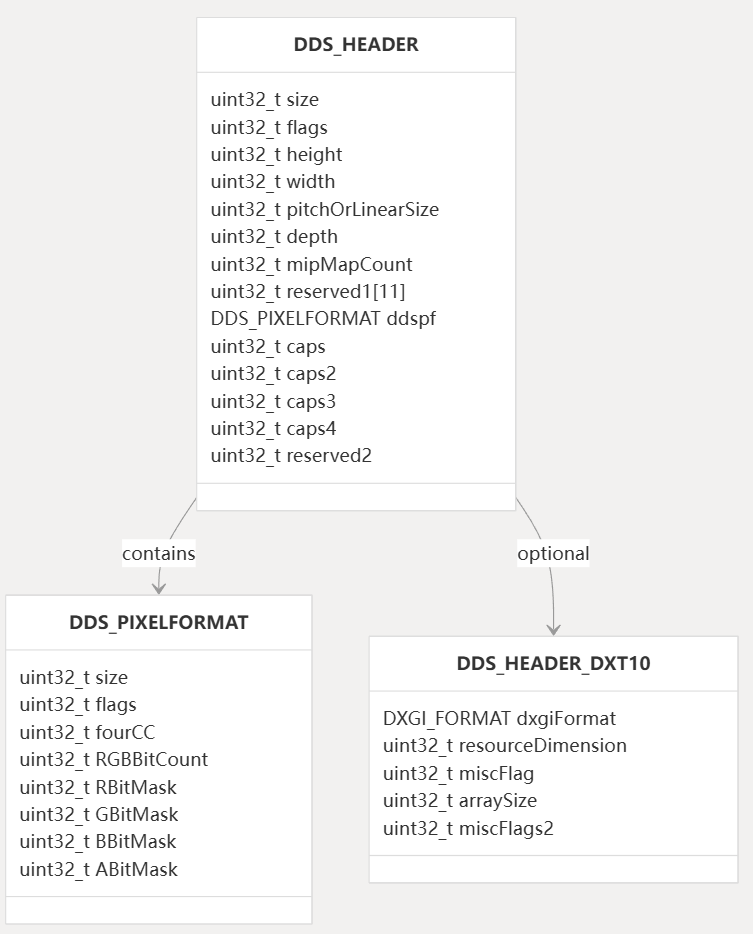 DDS_HEADER
uint32_t size
uint32_t flags
uint32_t height
uint32_t width
uint32_t pitchOrLinearSize
uint32_t depth
uint32_t mipMapCount
uint32_t reserved1[11]
DDS_PIXELFORMAT ddspf
uint32_t caps
uint32_t caps2
uint32_t caps3
uint32_t caps4
uint32_t reserved2
contains
optional
DDS_PIXELFORMAT
uint32_t size
uint32_t flags
uint32_t fourCC
uint32_t RGBBitCount
uint32_t RBitMask
uint32_t GBitMask
uint32_t BBitMask
uint32_t ABitMask
DDS_HEADER_DXT10
DXGI_FORMAT dxgiFormat
uint32_t resourceDimension
uint32_t miscFlag
uint32_t arraySize
uint32_t miscFlags2